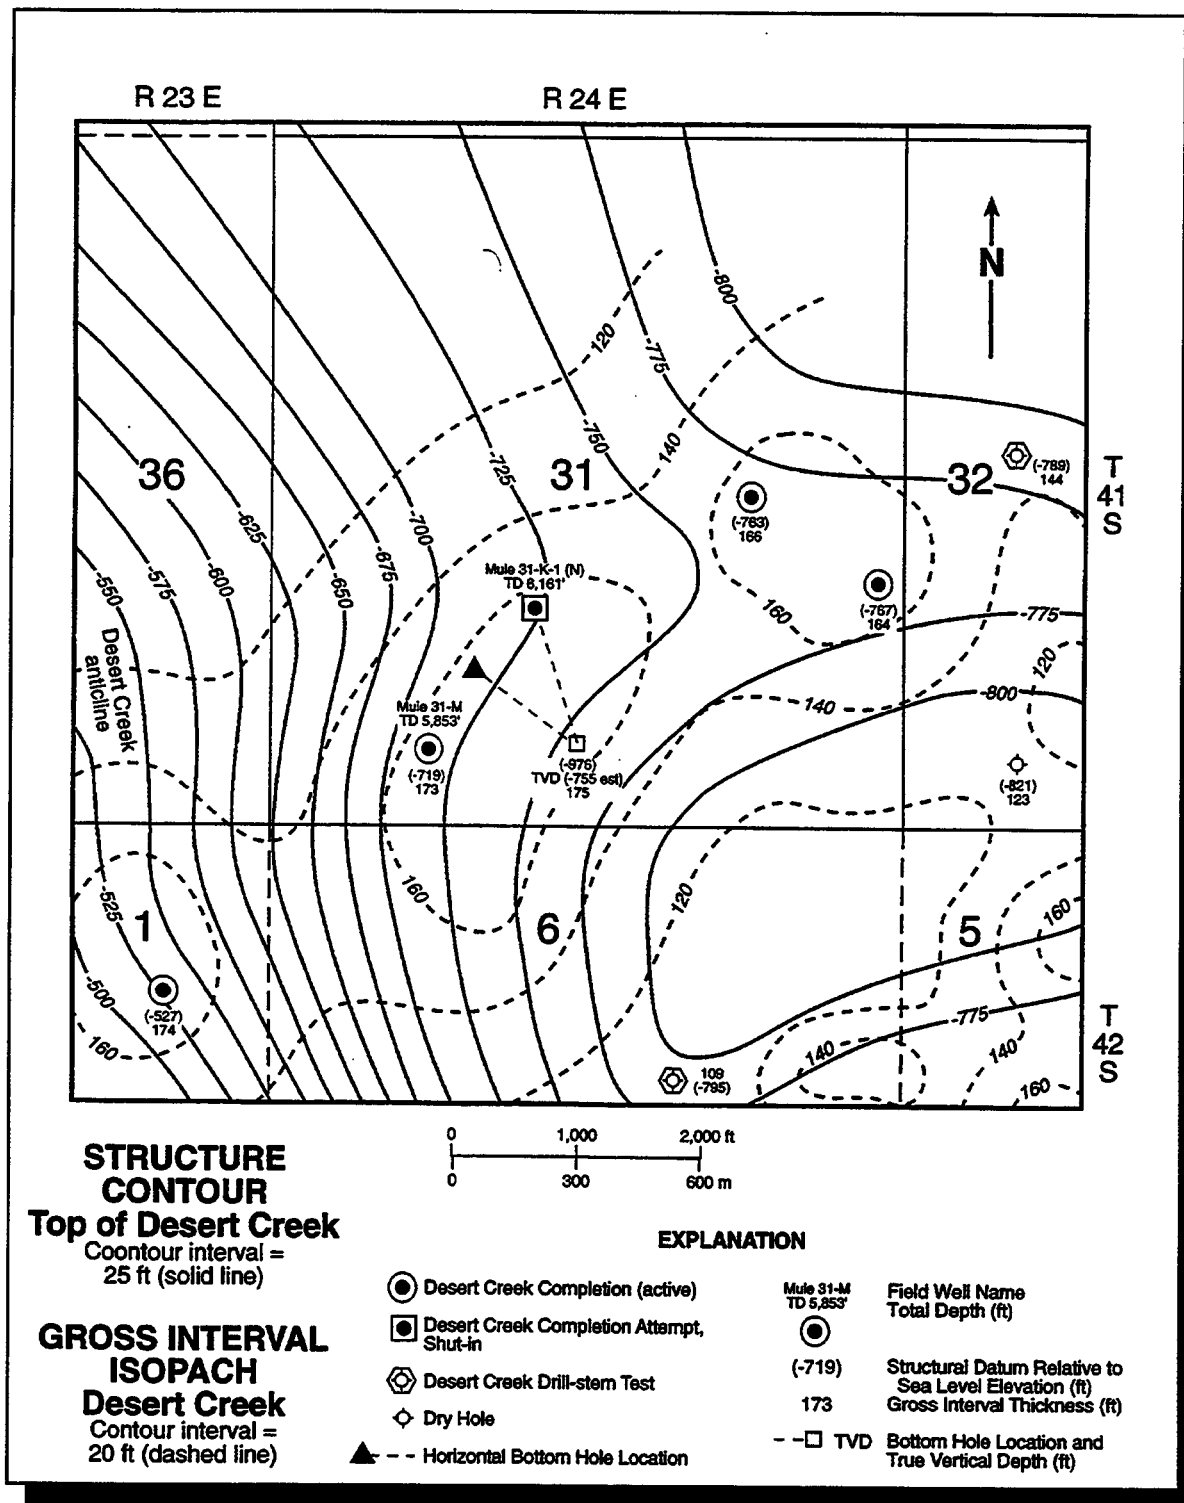 R 23 E
R 24 E
N
-800
120
-775
-750
140
-725
36
31
32
(-789)
144
T
41
S
(-763)
166
-625
-700
-675
-600
-650
-575
-550
Mule 31-K-1 (N)
TD 6,161'
160
(-767)
164
-775
120
-800
140
Desert Creek
anticline
Mule 31-M
TD 5,853'
(-719)
173
(-976)
TVD (-755 est)
175
(-821)
123
160
120
-525
1
6
5
160
-500
(-527)
174
160
-775
140
140
160
109
(-795)
T
42
S
0 1,000 2,000 ft
0 300 600 m
STRUCTURE
CONTOUR
Top of Desert Creek
Coontour interval =
25 ft (solid line)
GROSS INTERVAL
ISOPACH
Desert Creek
Contour interval =
20 ft (dashed line)
EXPLANATION
Desert Creek Completion (active)
Desert Creek Completion Attempt,
Shut-in
Desert Creek Drill-stem Test
Dry Hole
Horizontal Bottom Hole Location
Mule 31-M
TD 5,853'
Field Well Name
Total Depth (ft)
(-719)
Structural Datum Relative to
Sea Level Elevation (ft)
173
Gross Interval Thickness (ft)
TVD
Bottom Hole Location and
True Vertical Depth (ft)